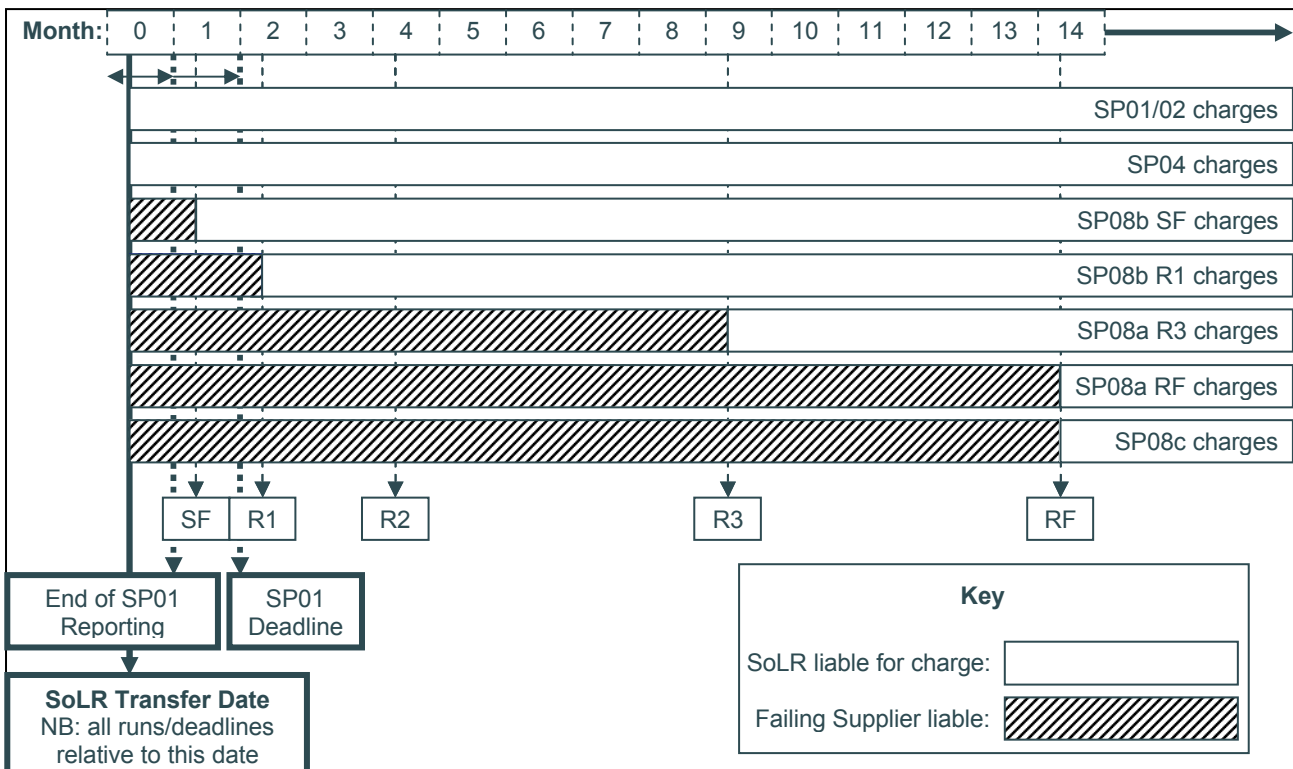 Month: 0 1 2 3 4 5 6 7 8 9 10 11 12 13 14
SP01/02 charges
SP04 charges
SP08b SF charges
SP08b R1 charges
SP08a R3 charges
SP08a RF charges
SP08c charges
SF R1 R2 R3 RF
End of SP01
Reporting
SP01
Deadline
SoLR Transfer Date
NB: all runs/deadlines
relative to this date
Key
SoLR liable for charge:
Failing Supplier liable: